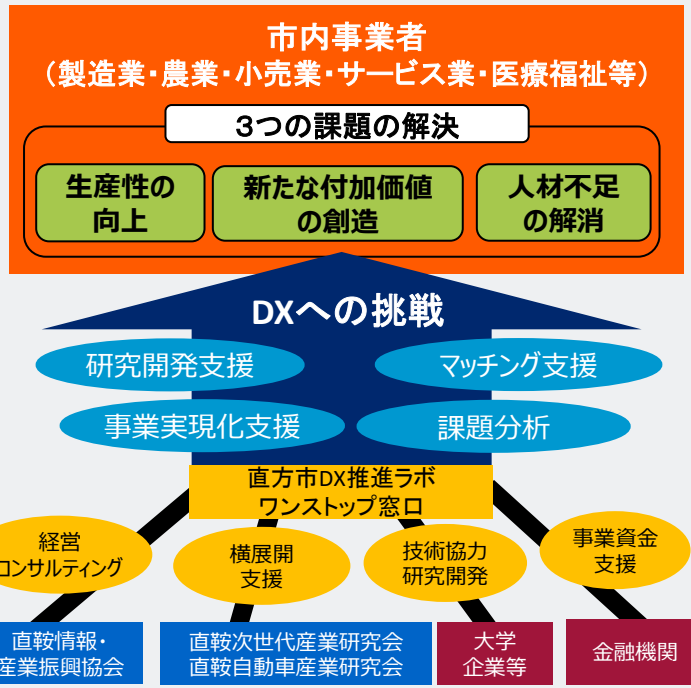 市内事業者
（製造業・農業・小売業・サービス業・医療福祉等）
３つの課題の解決
生産性の
向上
新たな付加価値
の創造
人材不足
の解消
DXへの挑戦
研究開発支援
マッチング支援
事業実現化支援
課題分析
直方市DX推進ラボ
ワンストップ窓口
経営
コンサルティング
横展開
支援
技術協力
研究開発
事業資金
支援
直鞍情報・
産業振興協会
直鞍次世代産業研究会
直鞍自動車産業研究会
大学
企業等
金融機関